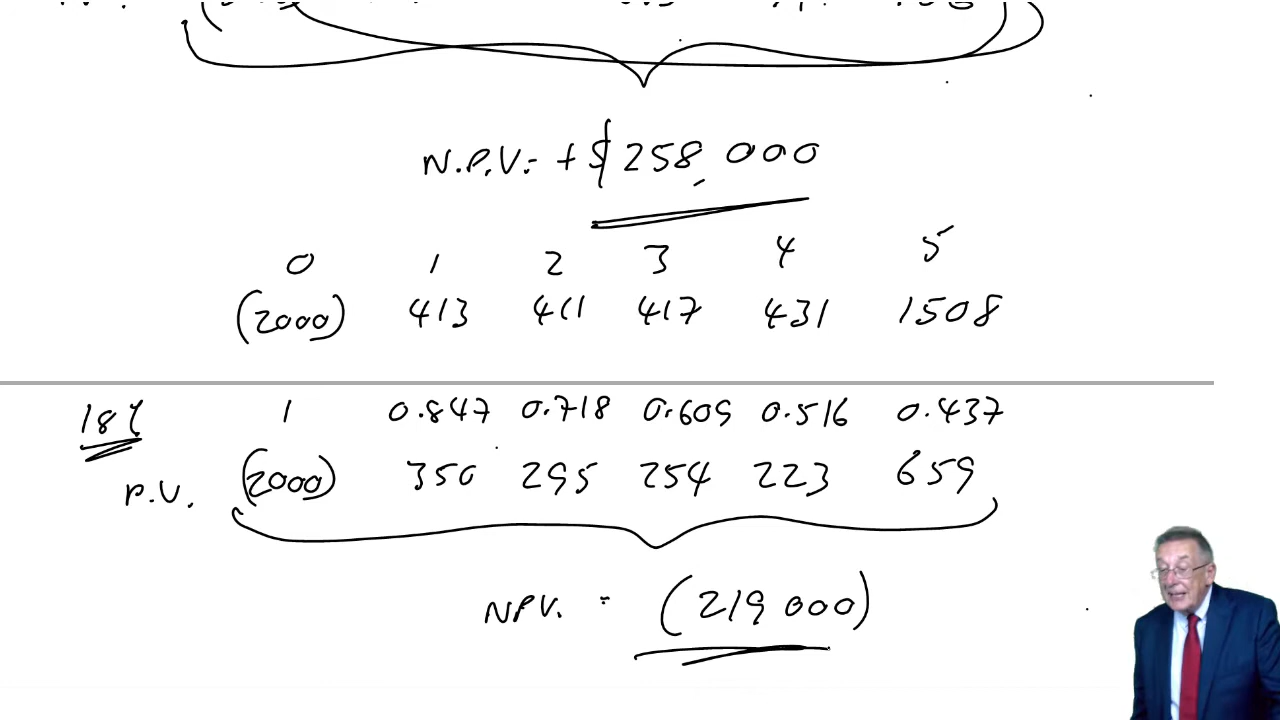 N.P.V. = + $258,000
0 1 2 3 4 5
(2000) 413 411 417 431 1508
18% 1 0.847 0.718 0.609 0.516 0.437
P.V. (2000) 350 295 254 223 659
NPV. = (219 000)